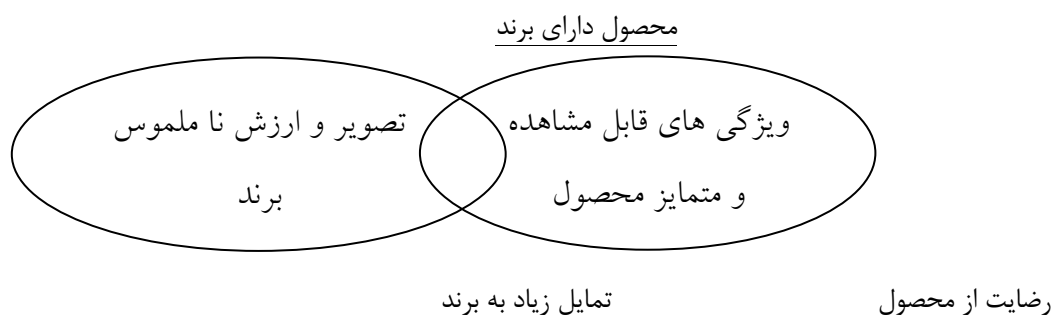 محصول دارای برند
ویژگی های قابل مشاهده
و متمایز محصول
تصویر و ارزش نا ملموس
برند
رضایت از محصول
تمایل زیاد به برند